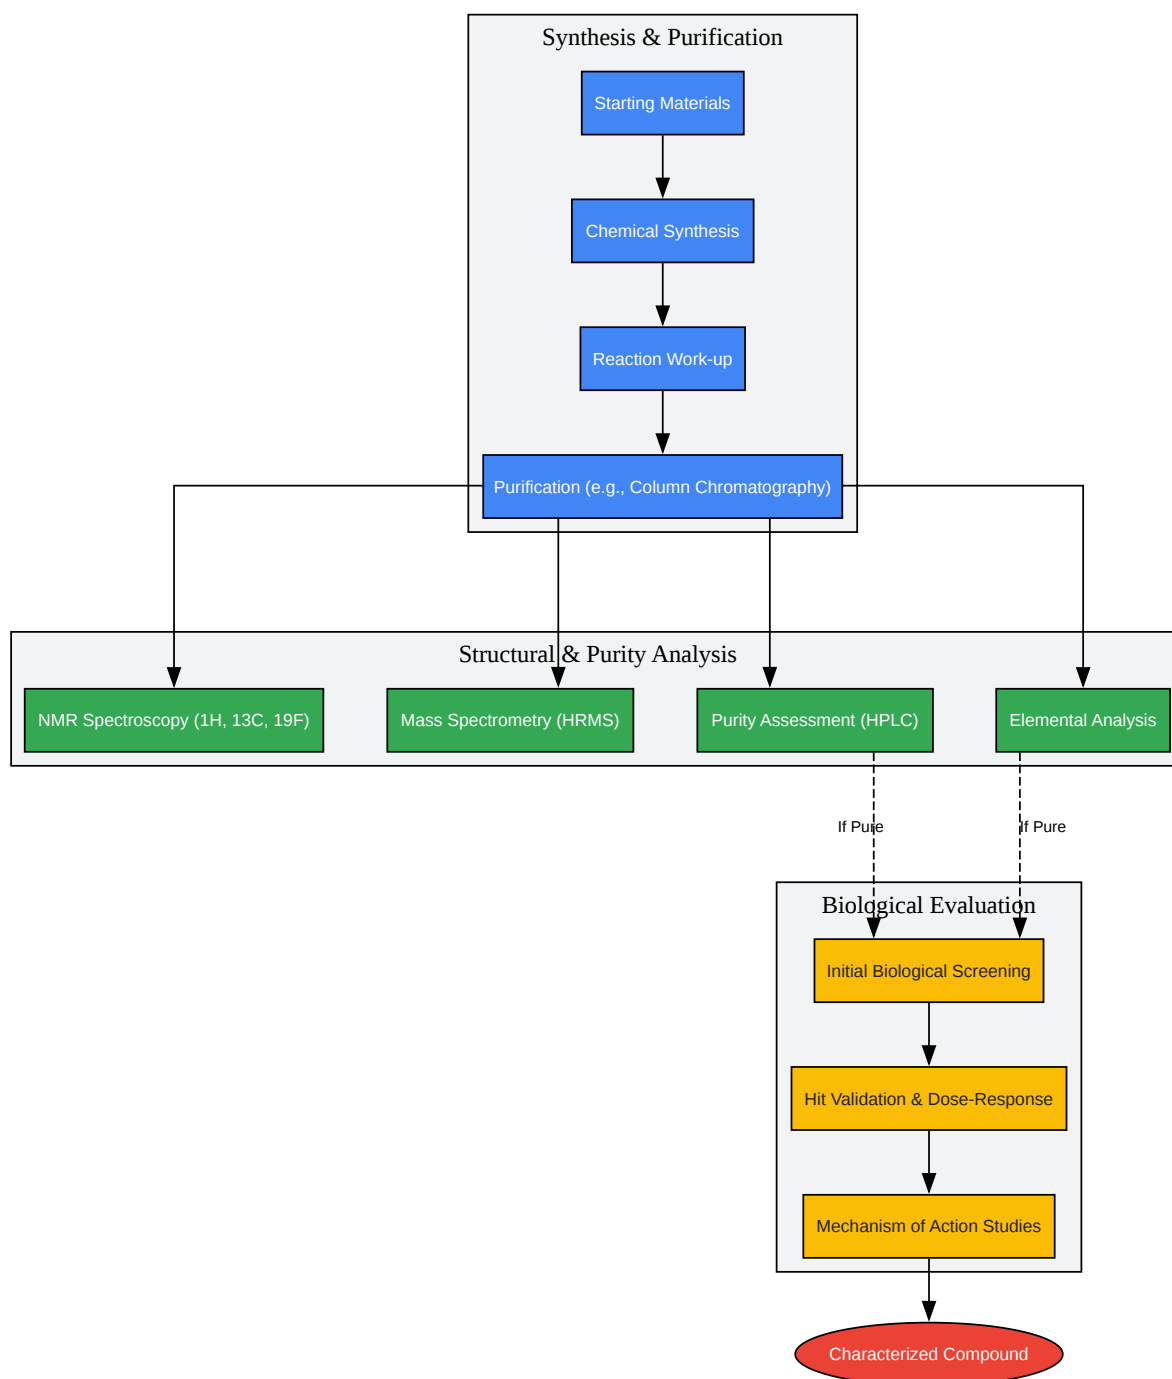 Synthesis & Purification
Starting Materials
Chemical Synthesis
Reaction Work-up
Purification (e.g., Column Chromatography)
Structural & Purity Analysis
NMR Spectroscopy (1H, 13C, 19F)
Mass Spectrometry (HRMS)
Purity Assessment (HPLC)
Elemental Analysis
If Pure
If Pure
Biological Evaluation
Initial Biological Screening
Hit Validation & Dose-Response
Mechanism of Action Studies
Characterized Compound